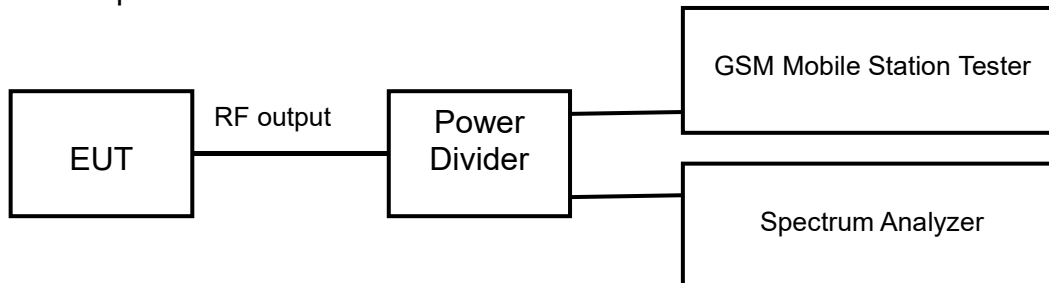 GSM Mobile Station Tester
RF output
EUT
Power
Divider
Spectrum Analyzer